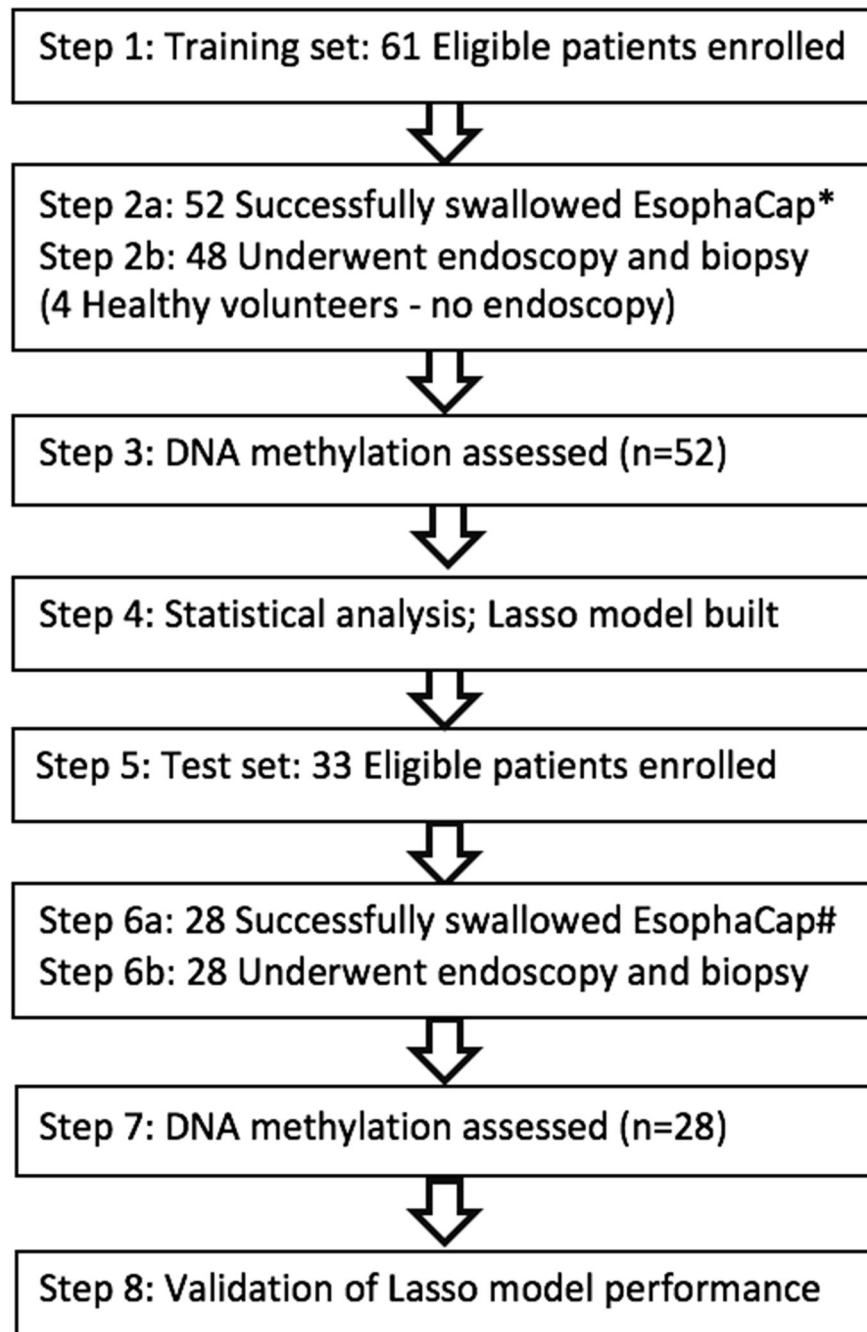 Step 1: Training set: 61 Eligible patients enrolled
Step 2a: 52 Successfully swallowed EsophaCap*
Step 2b: 48 Underwent endoscopy and biopsy
(4 Healthy volunteers - no endoscopy)
Step 3: DNA methylation assessed (n=52)
Step 4: Statistical analysis; Lasso model built
Step 5: Test set: 33 Eligible patients enrolled
Step 6a: 28 Successfully swallowed EsophaCap#
Step 6b: 28 Underwent endoscopy and biopsy
Step 7: DNA methylation assessed (n=28)
Step 8: Validation of Lasso model performance